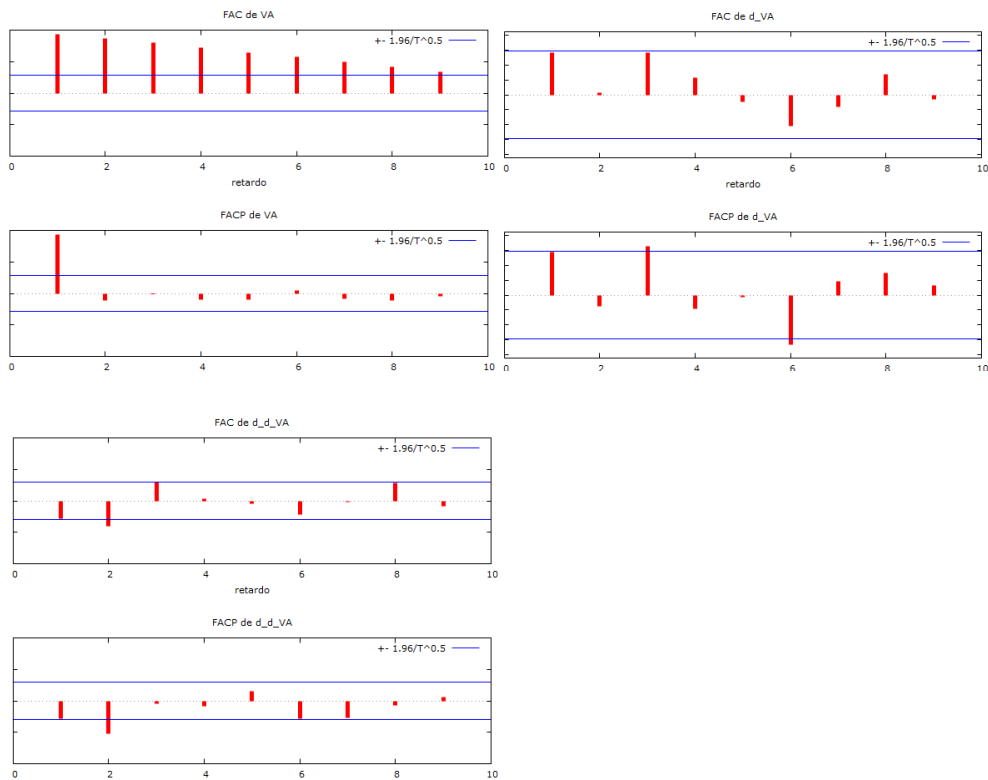 FAC de VA
+- 1.96/T^0.5
0 2 4 6 8 10
retardo
FACP de VA
+- 1.96/T^0.5
0 2 4 6 8 10
FAC de d_VA
+- 1.96/T^0.5
0 2 4 6 8 10
retardo
FACP de d_VA
+- 1.96/T^0.5
0 2 4 6 8 10
FAC de d_d_VA
+- 1.96/T^0.5
0 2 4 6 8 10
retardo
FACP de d_d_VA
+- 1.96/T^0.5
0 2 4 6 8 10